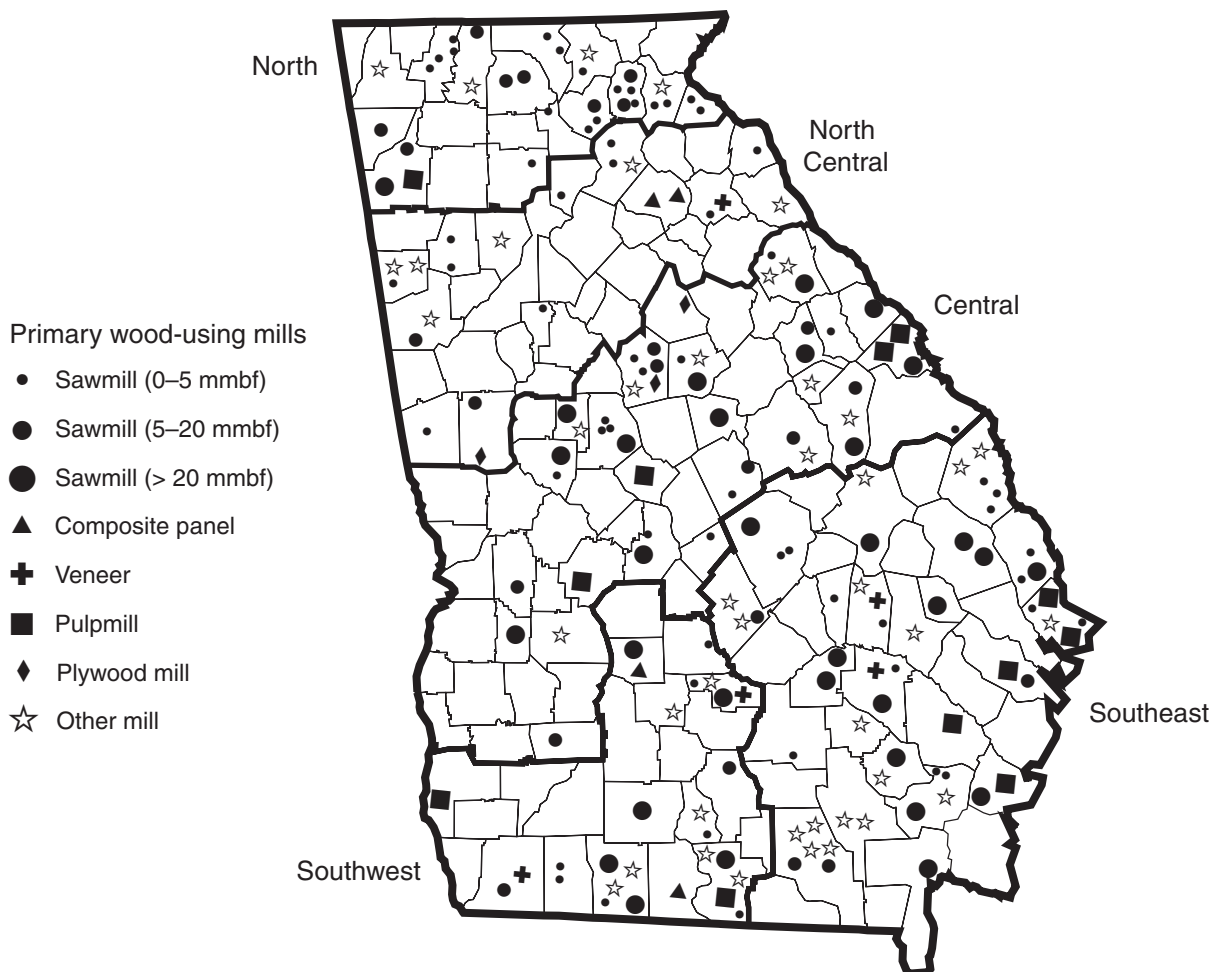 North
North
Central
Central
Primary wood-using mills
Sawmill (0–5 mmbf)
Sawmill (5–20 mmbf)
Sawmill (> 20 mmbf)
Composite panel
Veneer
Pulpmill
Plywood mill
Other mill
Southeast
Southwest